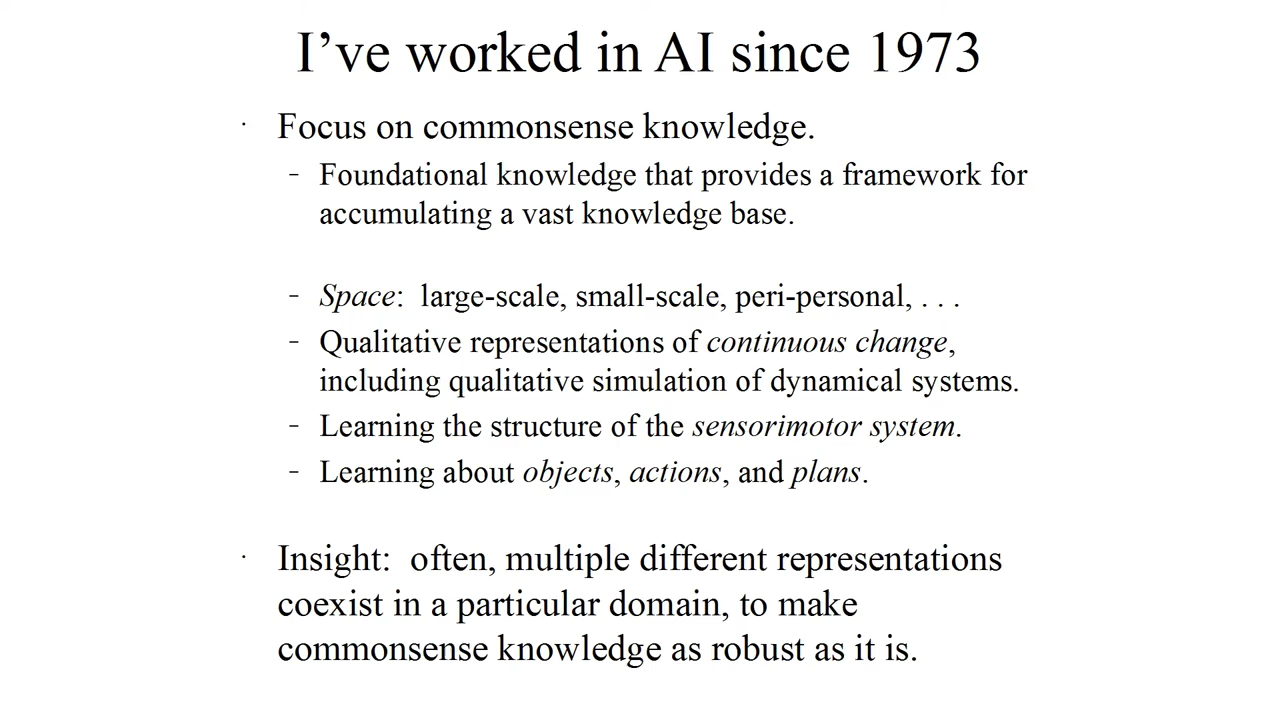 I’ve worked in AI since 1973
· Focus on commonsense knowledge.
– Foundational knowledge that provides a framework for
accumulating a vast knowledge base.
– Space: large-scale, small-scale, peri-personal, . . .
– Qualitative representations of continuous change,
including qualitative simulation of dynamical systems.
– Learning the structure of the sensorimotor system.
– Learning about objects, actions, and plans.
· Insight: often, multiple different representations
coexist in a particular domain, to make
commonsense knowledge as robust as it is.